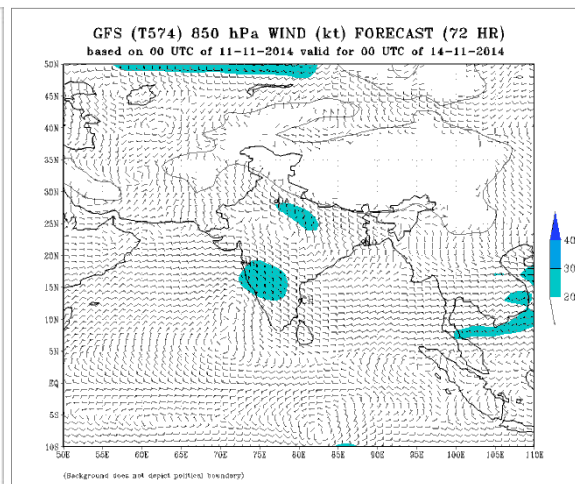 GFS (T574) 850 hPa WIND (kt) FORECAST (72 HR)
based on 00 UTC of 11-11-2014 valid for 00 UTC of 14-11-2014
50N
45N
40N
35N
30N
25N
20N
15N
10N
5N
EQ
5S
10S
50E 55E 60E 65E 70E 75E 80E 85E 90E 95E 100E 105E 110E
40
30
20
(Background does not depict political boundary)